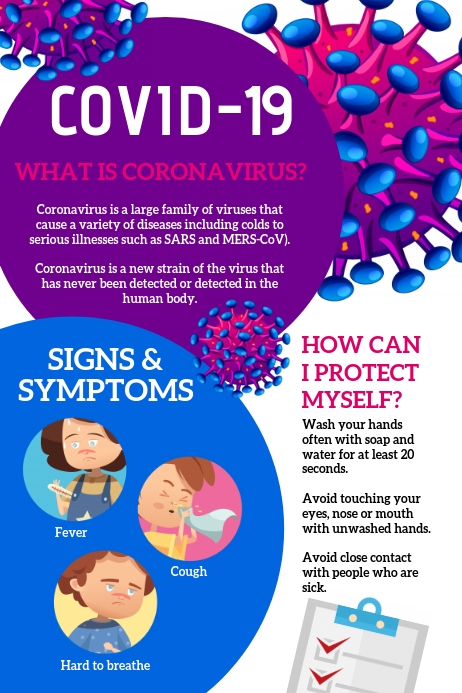 COVID-19
WHAT IS CORONAVIRUS?
Coronavirus is a large family of viruses that
cause a variety of diseases including colds to
serious illnesses such as SARS and MERS-CoV).
Coronavirus is a new strain of the virus that
has never been detected or detected in the
human body.
SIGNS &
SYMPTOMS
Fever
Cough
Hard to breathe
HOW CAN
I PROTECT
MYSELF?
Wash your hands
often with soap and
water for at least 20
seconds.
Avoid touching your
eyes, nose or mouth
with unwashed hands.
Avoid close contact
with people who are
sick.